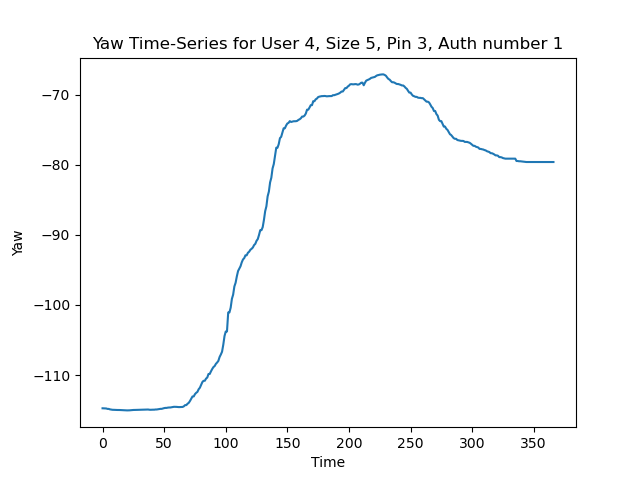 Yaw Time-Series for User 4, Size 5, Pin 3, Auth number 1
Yaw
−70
−80
−90
−100
−110
0 50 100 150 200 250 300 350
Time